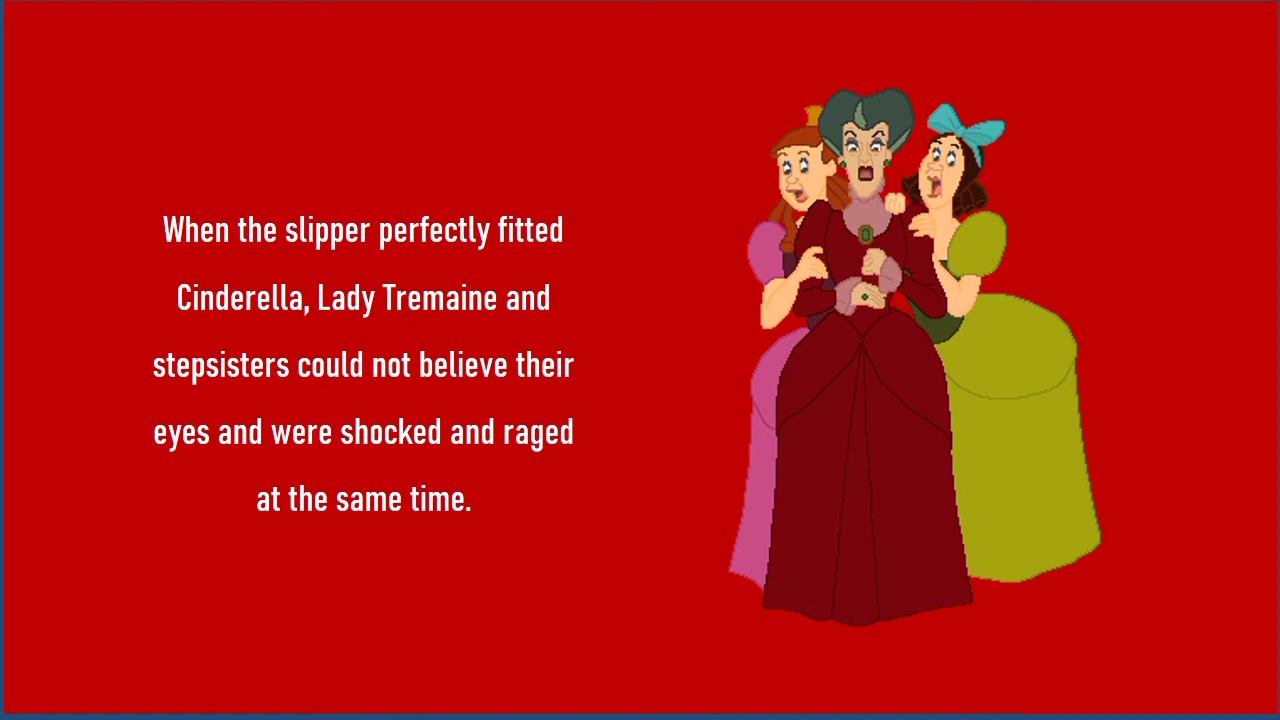 When the slipper perfectly fitted
Cinderella, Lady Tremaine and
stepsisters could not believe their
eyes and were shocked and raged
at the same time.